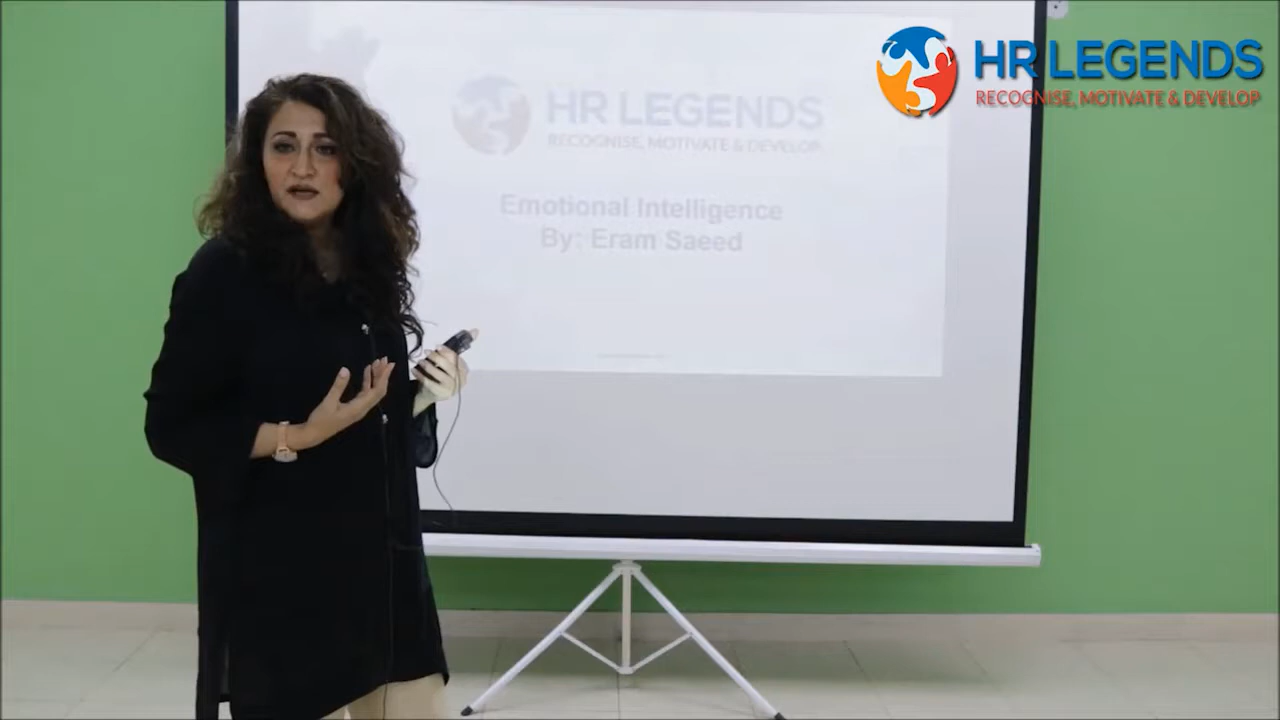 HR LEGENDS
RECOGNISE, MOTIVATE & DEVELOP
HR LEGENDS
RECOGNISE, MOTIVATE & DEVELOP
Emotional Intelligence
By: Eram Saeed